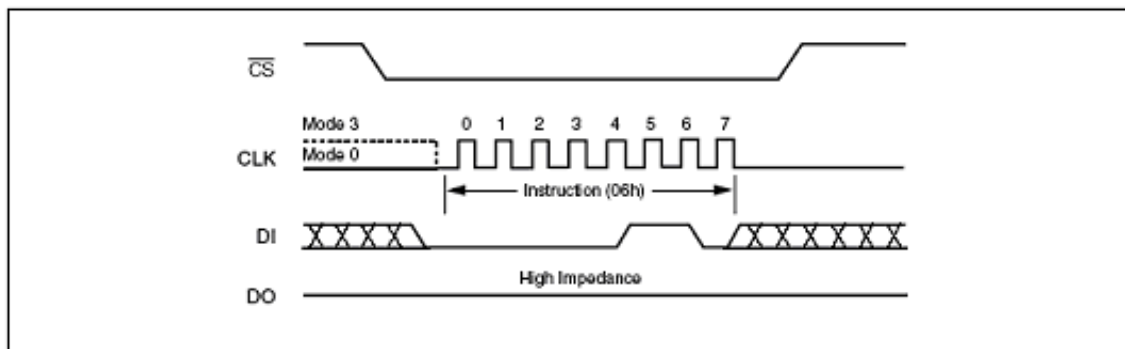 CS
Mode 3 0 1 2 3 4 5 6 7
CLK Mode 0
Instruction (06h)
DI
High Impedance
DO